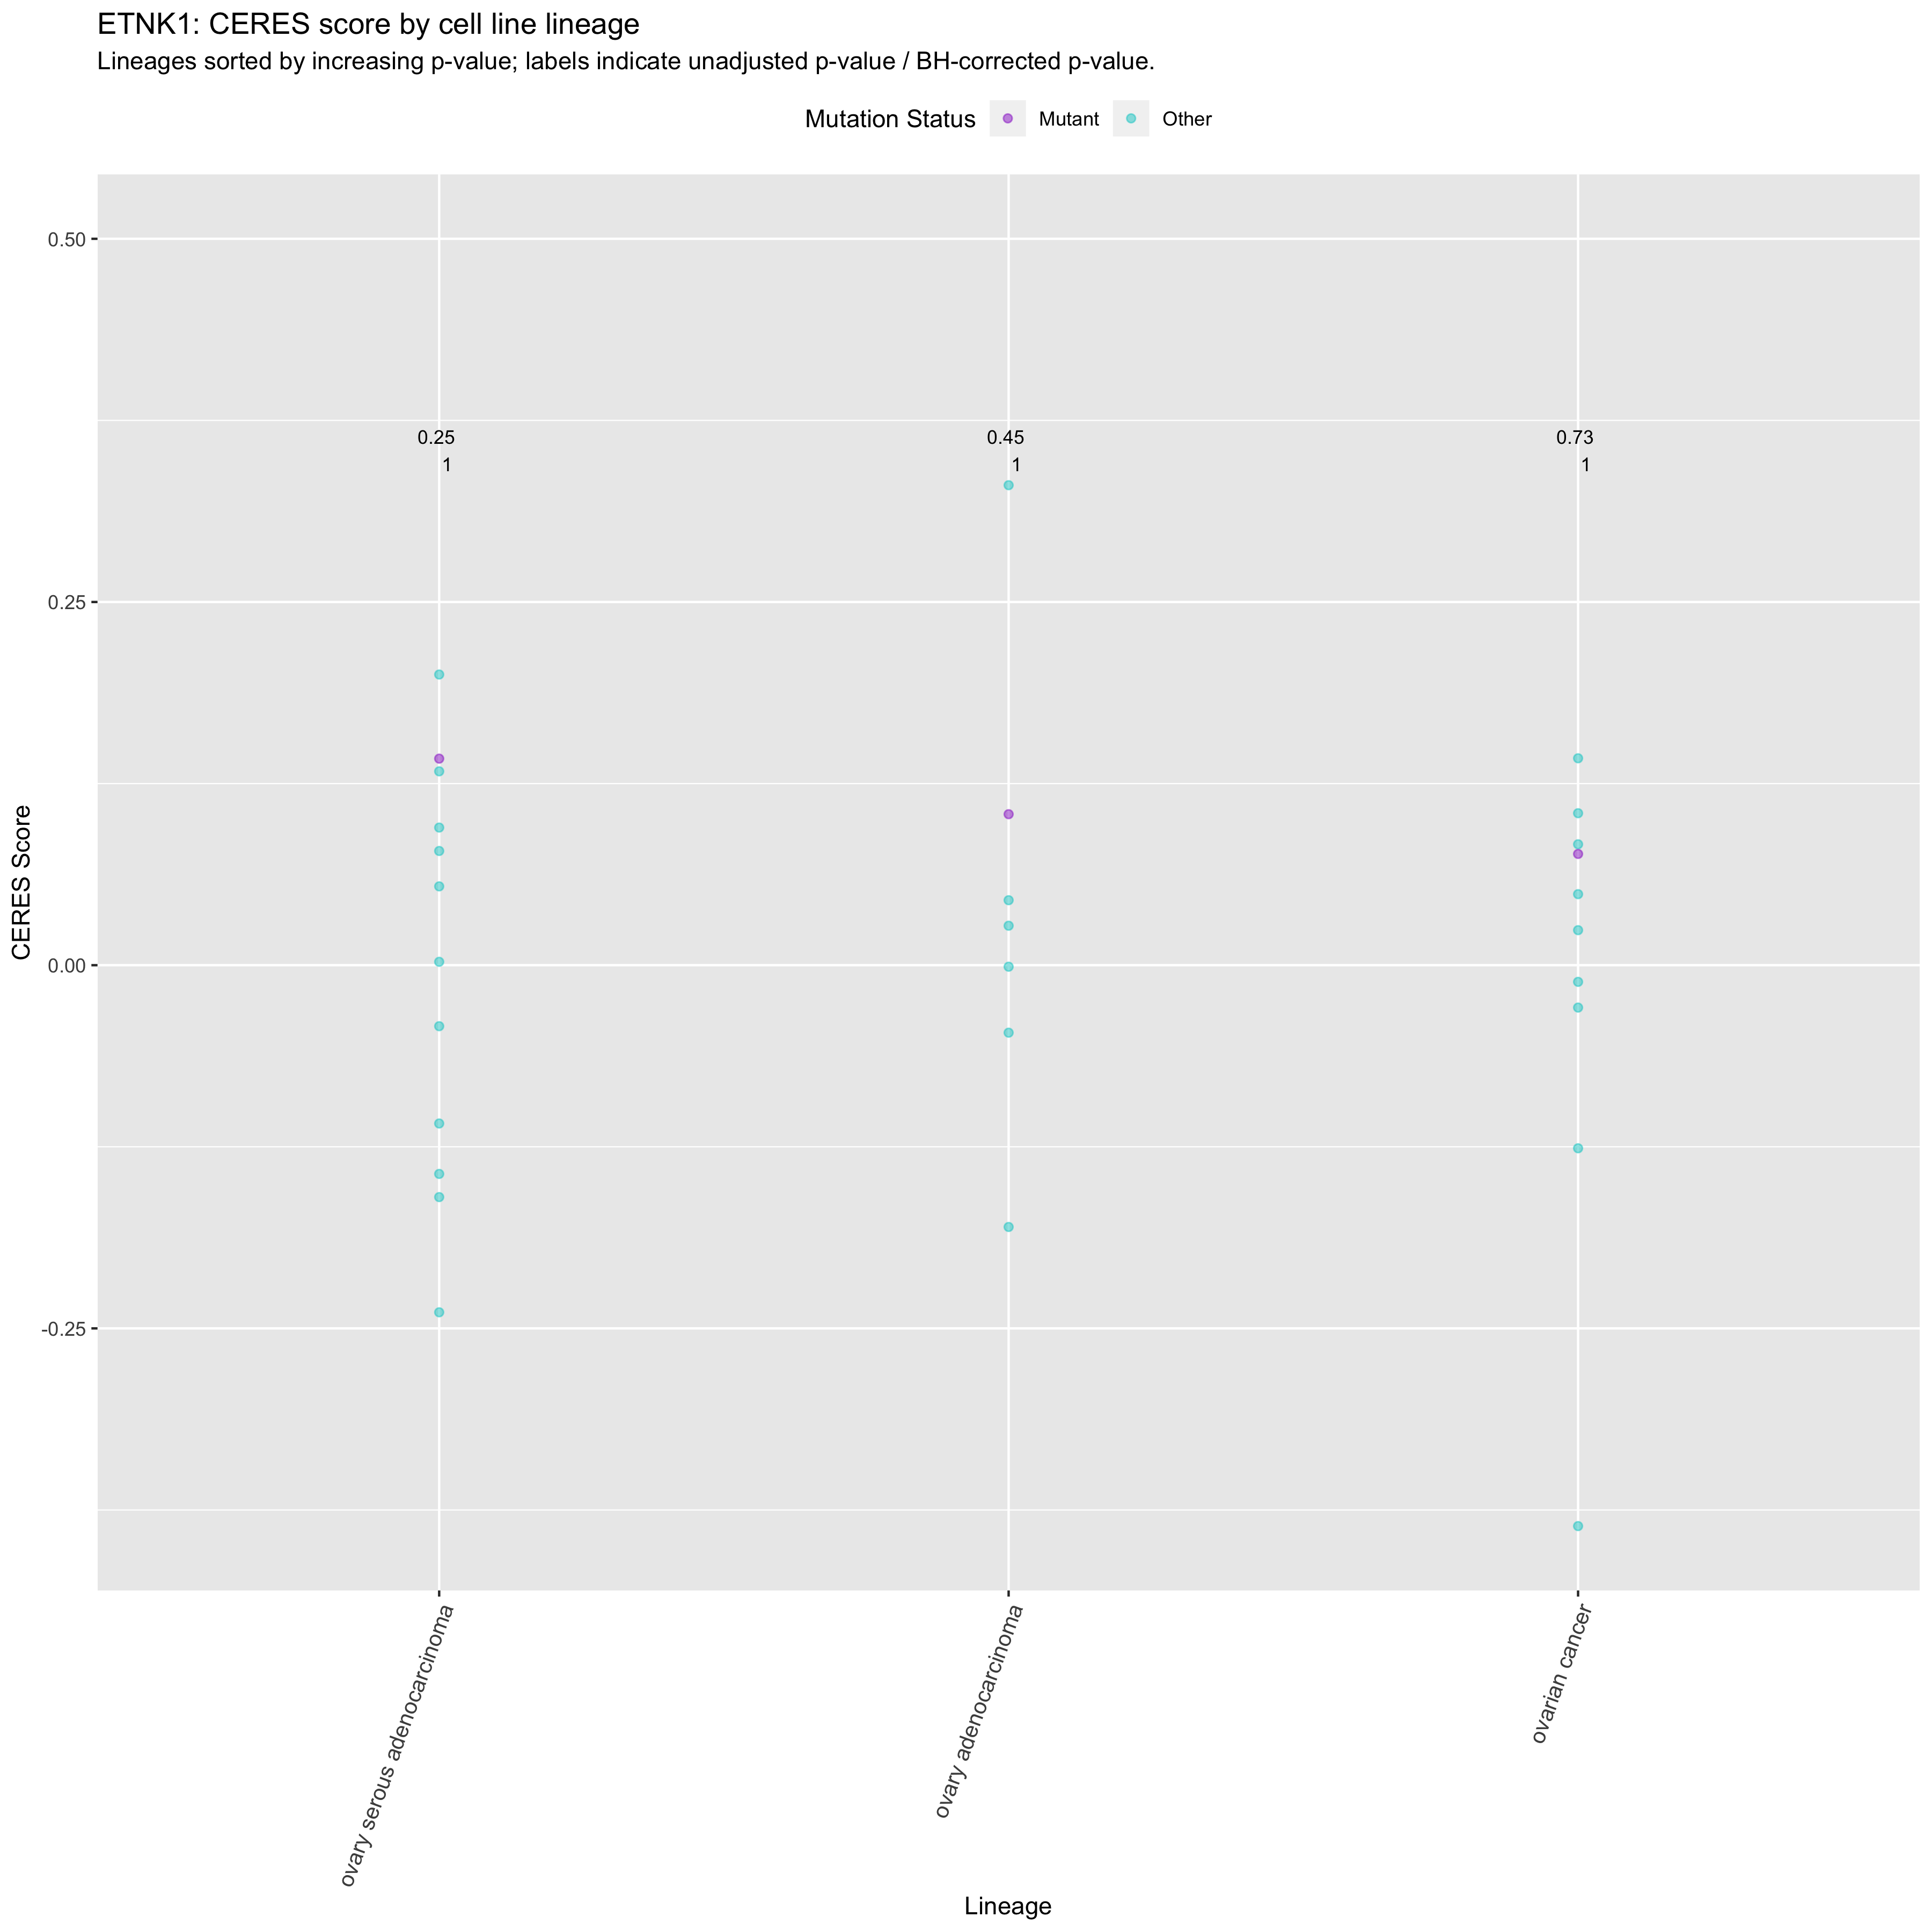 ETNK1: CERES score by cell line lineage
Lineages sorted by increasing p-value; labels indicate unadjusted p-value / BH-corrected p-value.
Mutation Status Mutant Other
0.50
0.25 0.45 0.73
1 1 1
0.25
CERES Score
0.00
-0.25
ovary serous adenocarcinoma
ovary adenocarcinoma
ovarian cancer
Lineage